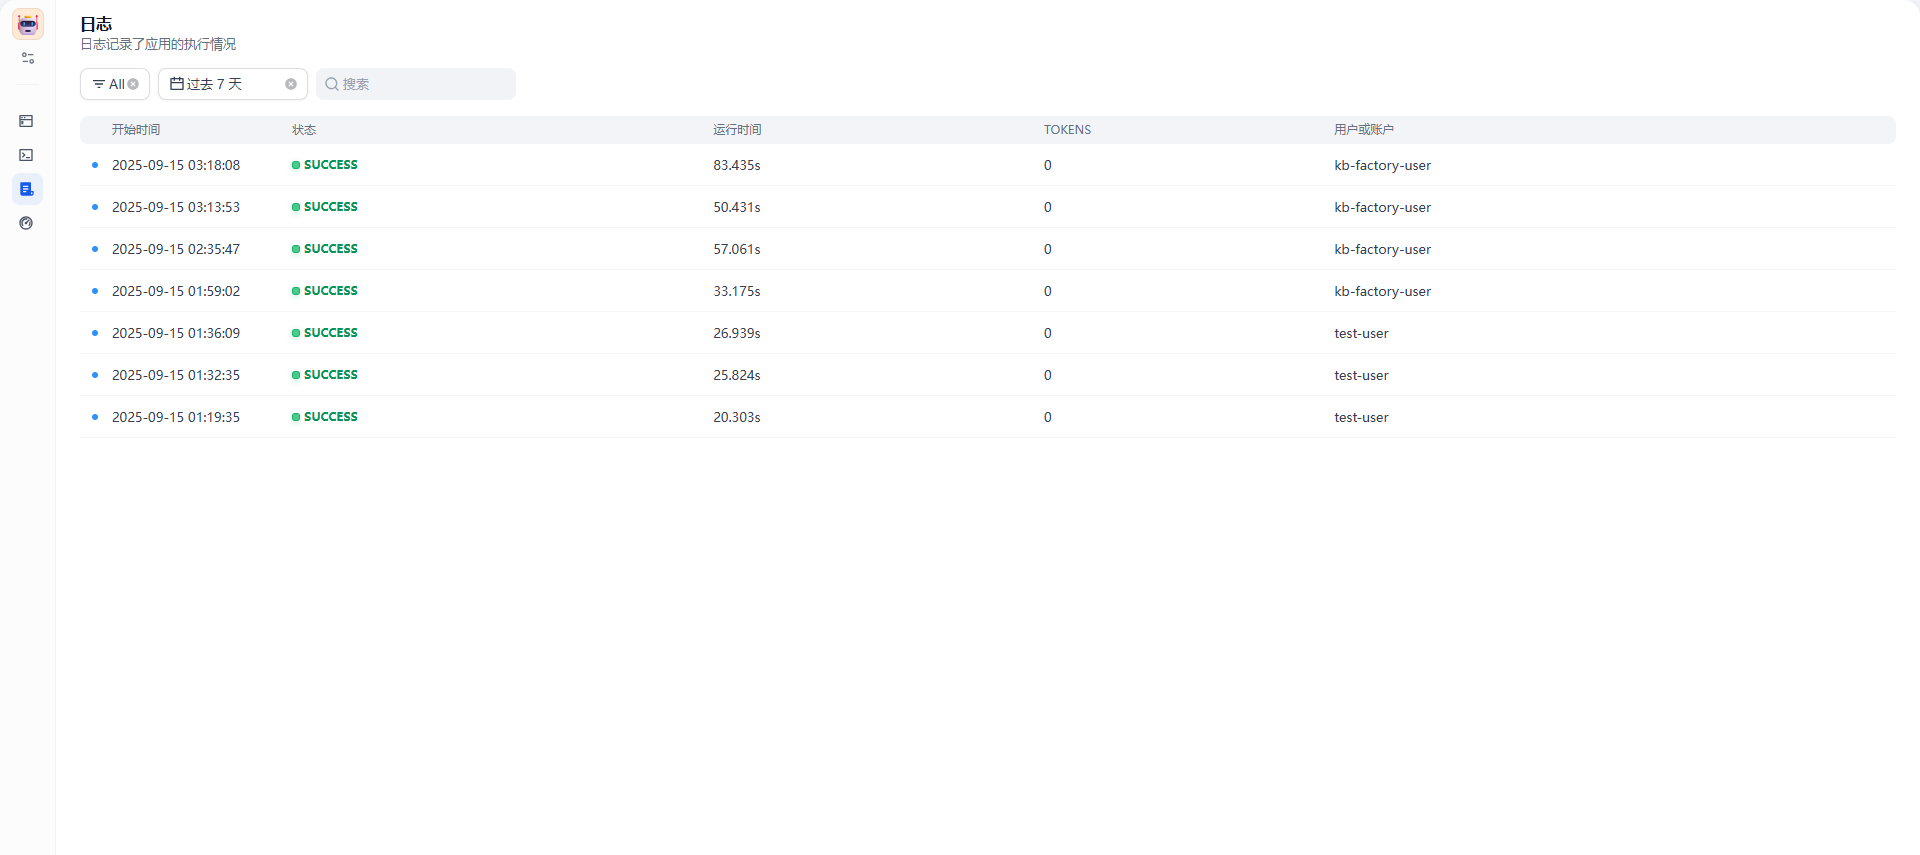 日志
日志记录了应用的执行情况
All 过去 7 天 搜索
开始时间 状态 运行时间 TOKENS 用户或账户
2025-09-15 03:18:08 SUCCESS 83.435s 0 kb-factory-user
2025-09-15 03:13:53 SUCCESS 50.431s 0 kb-factory-user
2025-09-15 02:35:47 SUCCESS 57.061s 0 kb-factory-user
2025-09-15 01:59:02 SUCCESS 33.175s 0 kb-factory-user
2025-09-15 01:36:09 SUCCESS 26.939s 0 test-user
2025-09-15 01:32:35 SUCCESS 25.824s 0 test-user
2025-09-15 01:19:35 SUCCESS 20.303s 0 test-user